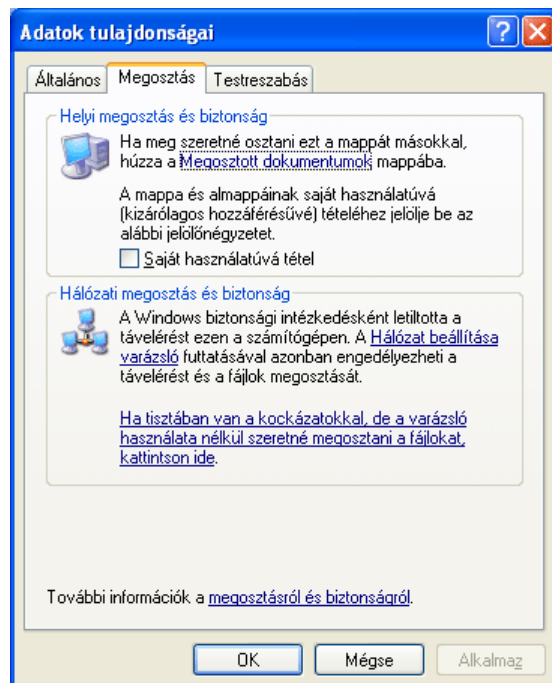 Adatok tulajdonságai
Általános Megosztás Testreszabás
Helyi megosztás és biztonság
Ha meg szeretné osztani ezt a mappát másokkal,
húzza a Megosztott dokumentumok mappába.
A mappa és almappáinak saját használatúvá
(kizárólagos hozzáférésűvé) tételéhez jelölje be az
alábbi jelölőnégyzetet.
Saját használatúvá tétel
Hálózati megosztás és biztonság
A Windows biztonsági intézkedésként letiltotta a
távelérést ezen a számítógépen. A Hálózat beállítása
varázsló futtatásával azonban engedélyezheti a
távelérést és a fájlok megosztását.
Ha tisztában van a kockázatokkal, de a varázsló
használata nélkül szeretné megosztani a fájlokat,
kattintson ide.
További információk a megosztásról és biztonságról.
OK Mégse Alkalmaz